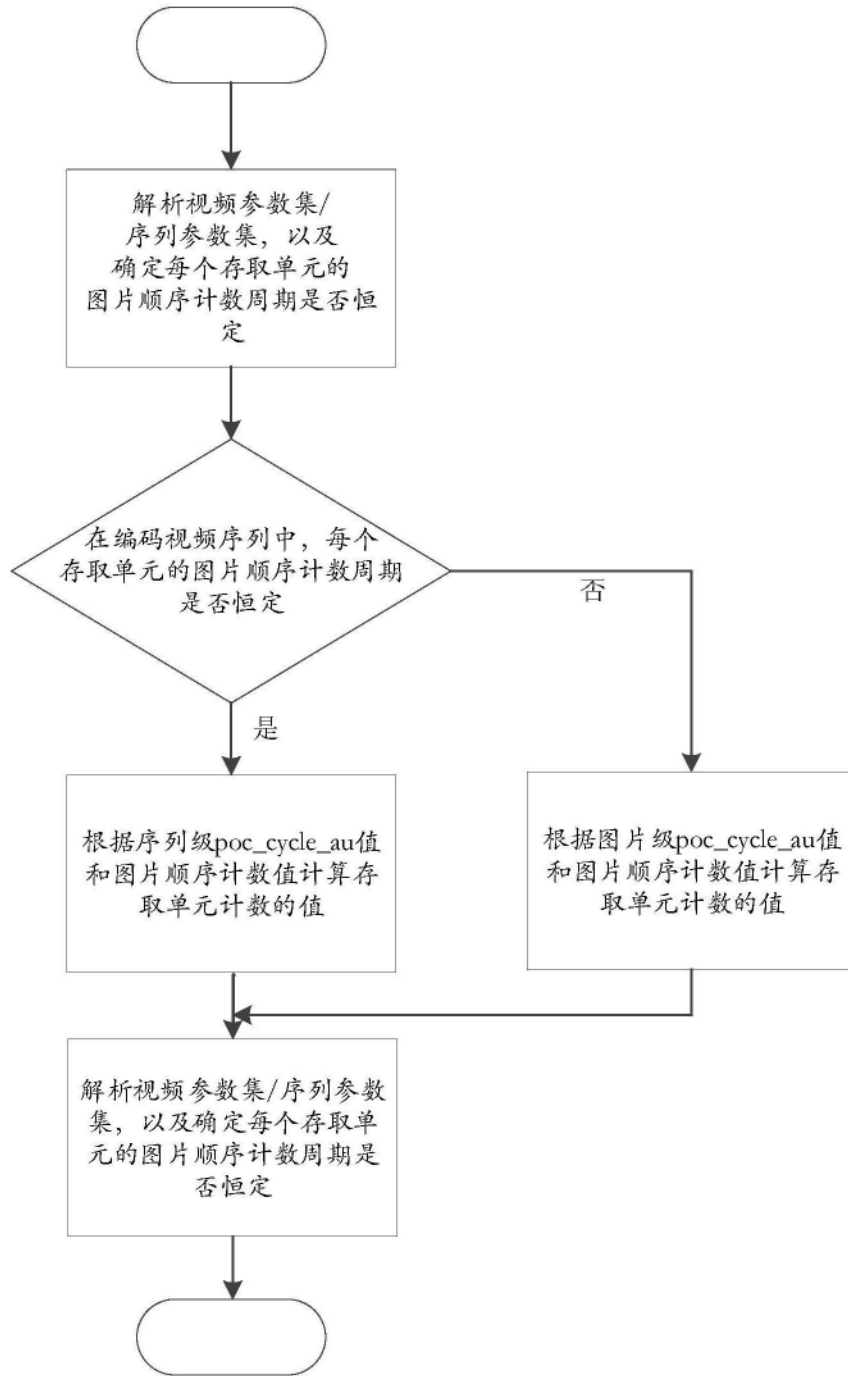 解析视频参数集/
序列参数集，以及
确定每个存取单元的
图片顺序计数周期是否恒
定
在编码视频序列中，每个
存取单元的图片顺序计数周期
是否恒定
否
是
根据序列级poc_cycle_au值
和图片顺序计数值计算存
取单元计数的值
根据图片级poc_cycle_au值
和图片顺序计数值计算存
取单元计数的值
解析视频参数集/序列参数
集，以及确定每个存取单
元的图片顺序计数周期是
否恒定